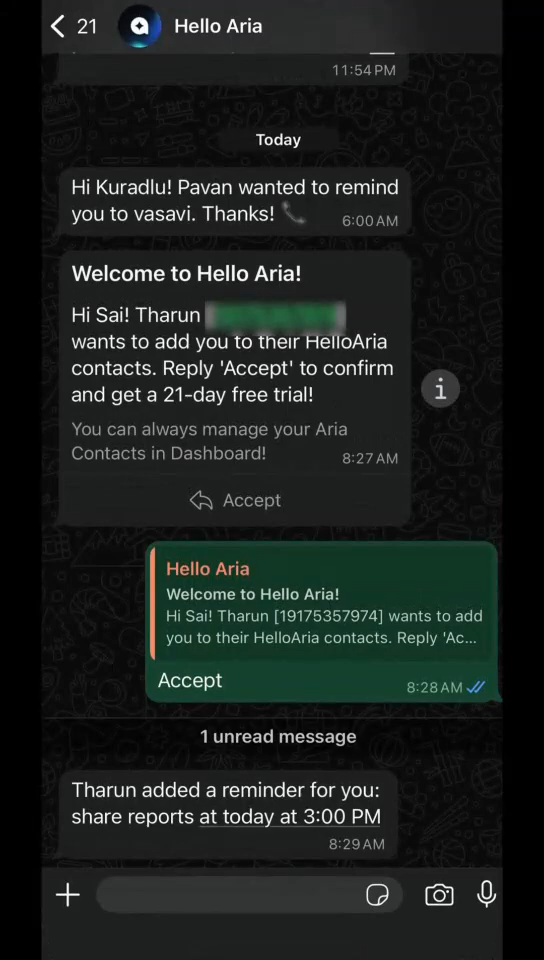 21
Hello Aria
11:54 PM
Today
Hi Kuradlu! Pavan wanted to remind
you to vasavi. Thanks! 📞
6:00 AM
Welcome to Hello Aria!
Hi Sai! Tharun
wants to add you to their HelloAria
contacts. Reply 'Accept' to confirm
and get a 21-day free trial!
You can always manage your Aria
Contacts in Dashboard!
8:27 AM
Accept
Hello Aria
Welcome to Hello Aria!
Hi Sai! Tharun [19175357974] wants to add
you to their HelloAria contacts. Reply 'Ac...
Accept
8:28 AM
1 unread message
Tharun added a reminder for you:
share reports at today at 3:00 PM
8:29 AM